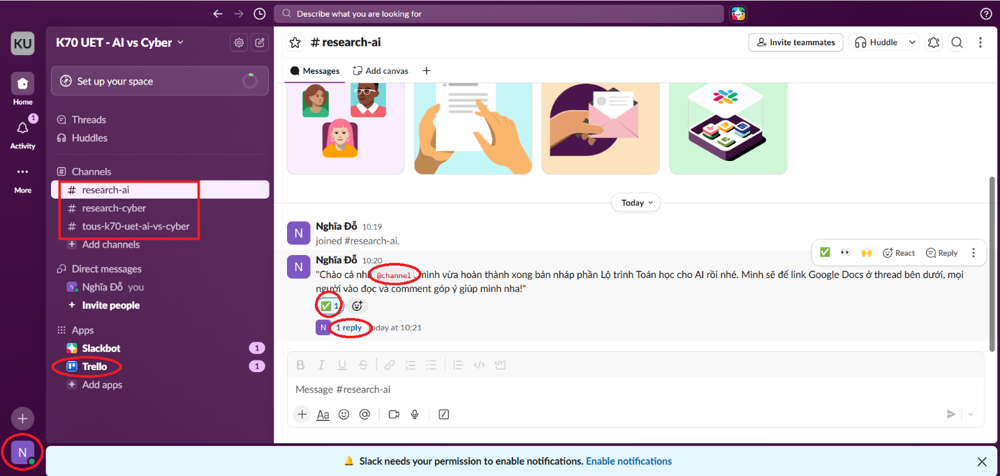 Describe what you are looking for
KU
K70 UET - AI vs Cyber
# research-ai
Invite teammates
Huddle
Messages
Add canvas
Set up your space
Home
1
Activity
More
Threads
Huddles
Channels
# research-ai
# research-cyber
# tous-k70-uet-ai-vs-cyber
+ Add channels
Direct messages
N Nghĩa Đỗ you
+ Invite people
Apps
Slackbot 1
Trello 1
+ Add apps
N
#
Today
N
Nghĩa Đỗ 10:19
joined #research-ai.
React
Reply
N
Nghĩa Đỗ 10:20
"Chào cả nhà @channel, mình vừa hoàn thành xong bản nháp phần Lộ trình Toán học cho AI rồi nhé. Mình sẽ để link Google Docs ở thread bên dưới, mọi
người vào đọc và comment góp ý giúp mình nha!"
1
N 1 reply Today at 10:21
B I U S
Message #research-ai
Aa
Slack needs your permission to enable notifications. Enable notifications